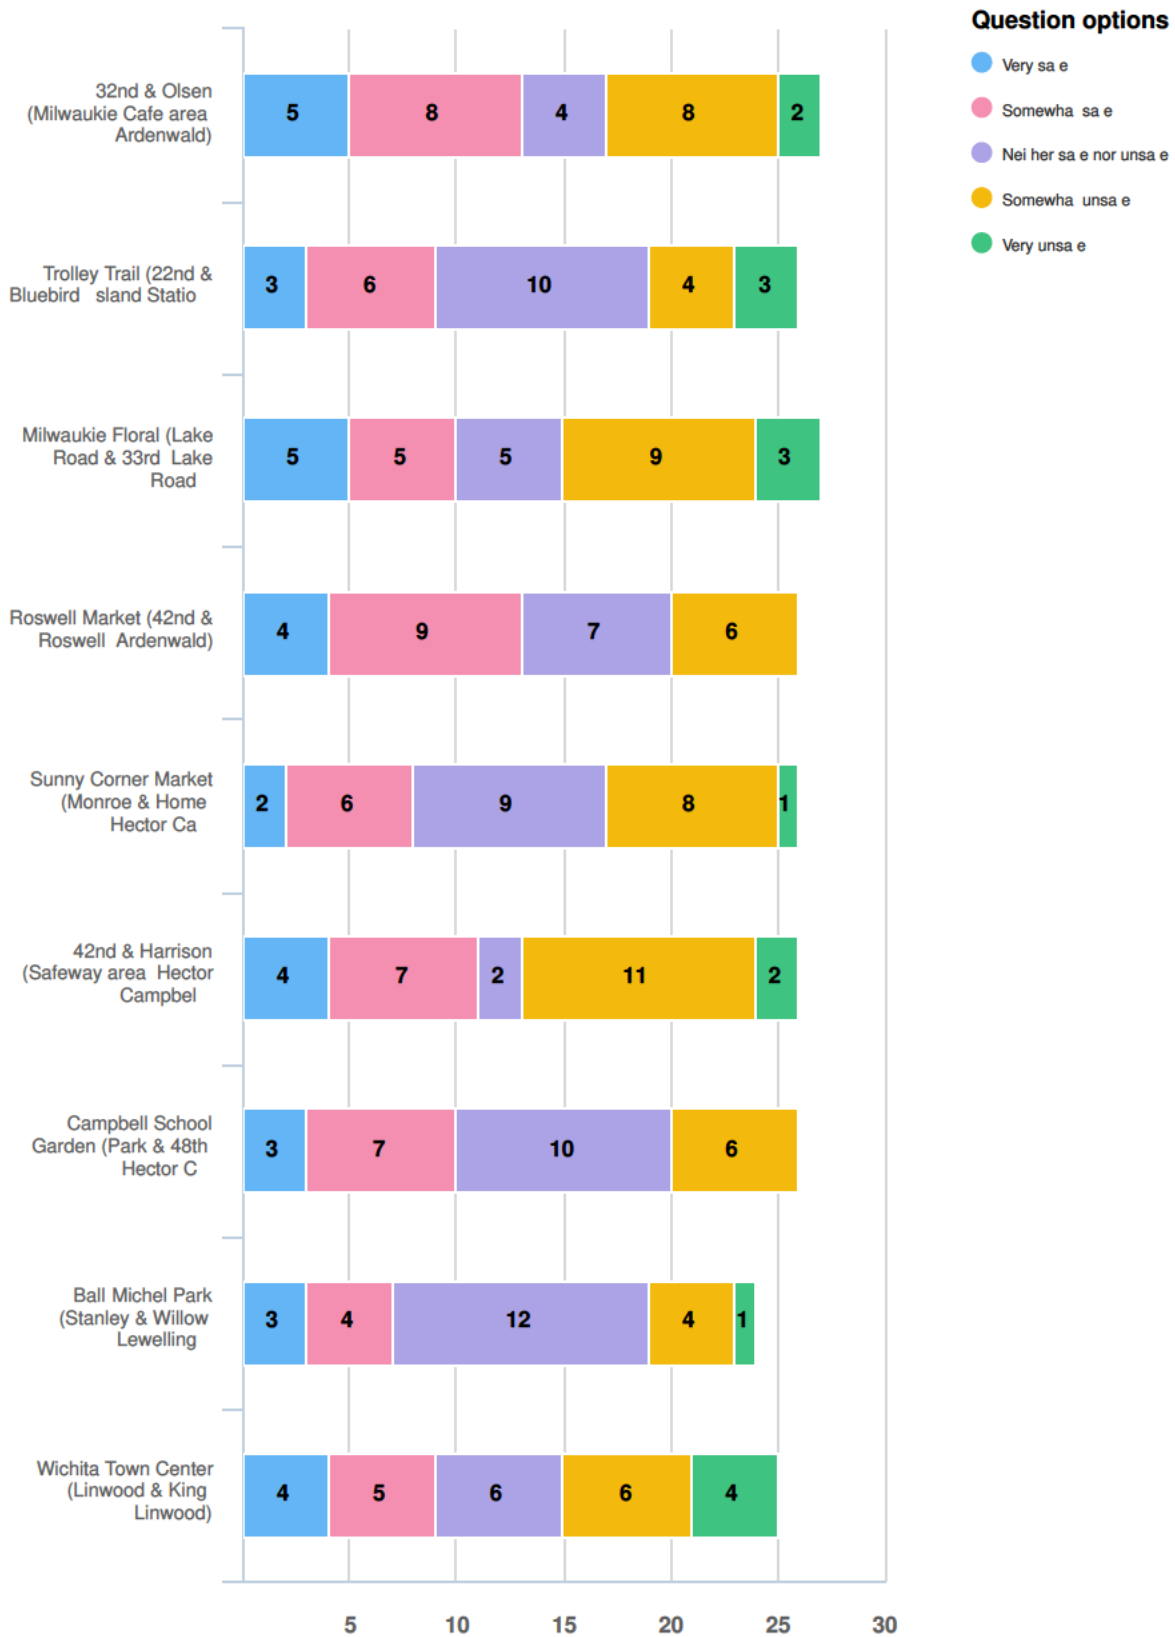 Question options
Very sa e
Somewha sa e
Nei her sa e nor unsa e
Somewha unsa e
Very unsa e
32nd & Olsen
(Milwaukie Cafe area
Ardenwald)
5 8 4 8 2
Trolley Trail (22nd &
Bluebird sland Statio
3 6 10 4 3
Milwaukie Floral (Lake
Road & 33rd Lake
Road
5 5 5 9 3
Roswell Market (42nd &
Roswell Ardenwald)
4 9 7 6
Sunny Corner Market
(Monroe & Home
Hector Ca
2 6 9 8 1
42nd & Harrison
(Safeway area Hector
Campbel
4 7 2 11 2
Campbell School
Garden (Park & 48th
Hector C
3 7 10 6
Ball Michel Park
(Stanley & Willow
Lewelling
3 4 12 4 1
Wichita Town Center
(Linwood & King
Linwood)
4 5 6 6 4
5 10 15 20 25 30